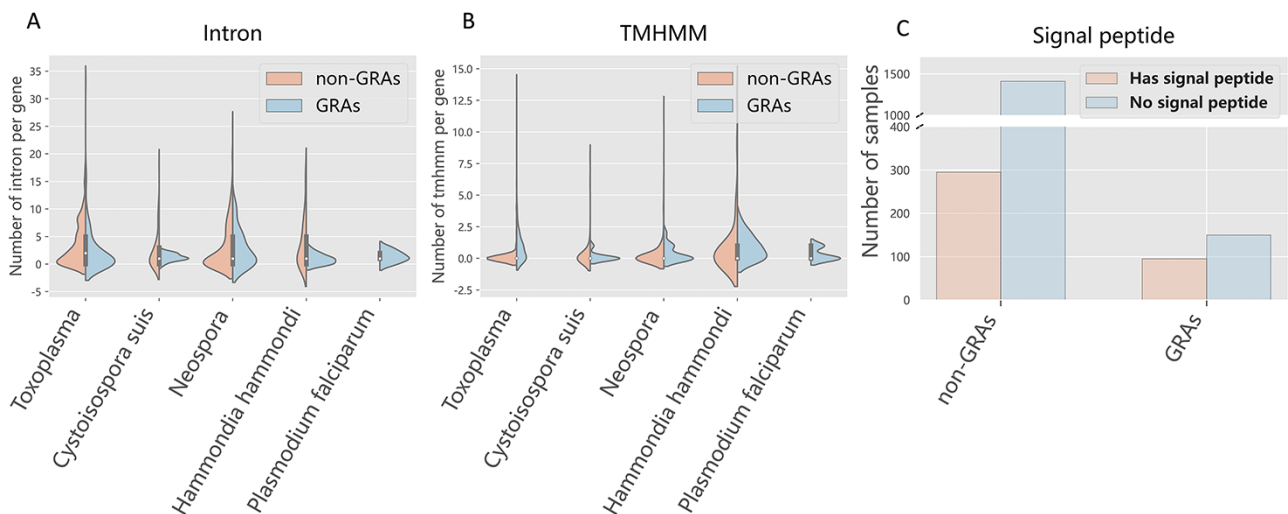 A
Intron
Number of intron per gene
35
30
25
20
15
10
5
0
-5
non-GRAs
GRAs
Toxoplasma
Cystoisospora suis
Neospora
Hammondia hammondi
Plasmodium falciparum
B
TMHMM
Number of tmhmm per gene
15.0
12.5
10.0
7.5
5.0
2.5
0.0
-2.5
non-GRAs
GRAs
Toxoplasma
Cystoisospora suis
Neospora
Hammondia hammondi
Plasmodium falciparum
C
Signal peptide
Number of samples
1500
1000
400
300
200
100
0
Has signal peptide
No signal peptide
non-GRAs
GRAs